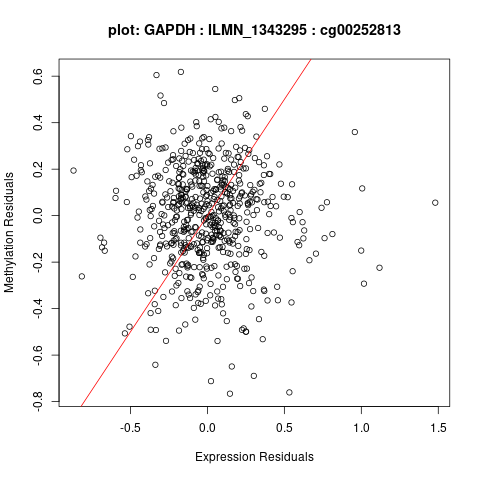 plot: GAPDH : ILMN_1343295 : cg00252813
Methylation Residuals
0.6
0.4
0.2
0.0
-0.2
-0.4
-0.6
-0.8
-0.5 0.0 0.5 1.0 1.5
Expression Residuals